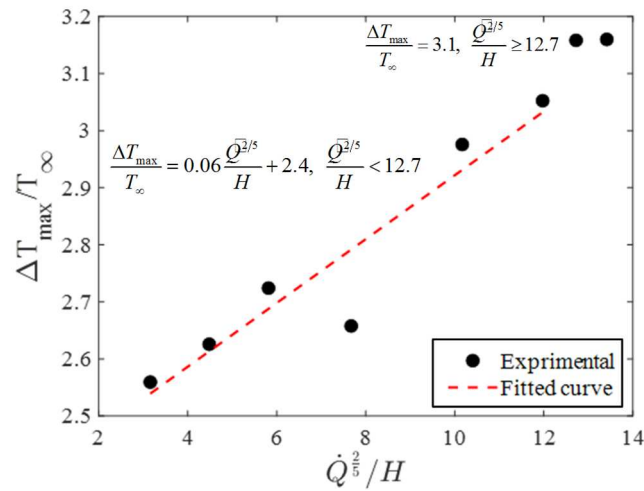 3.2
3.1
3
2.9
2.8
2.7
2.6
2.5
2 4 6 8 10 12 14
ΔT_max/T_∞
Q̇^{2/5}/H
ΔT_max/T_∞ = 3.1, Q̅^{2/5}/H ≥ 12.7
ΔT_max/T_∞ = 0.06 Q̅^{2/5}/H + 2.4, Q̅^{2/5}/H < 12.7
Exprimental
Fitted curve